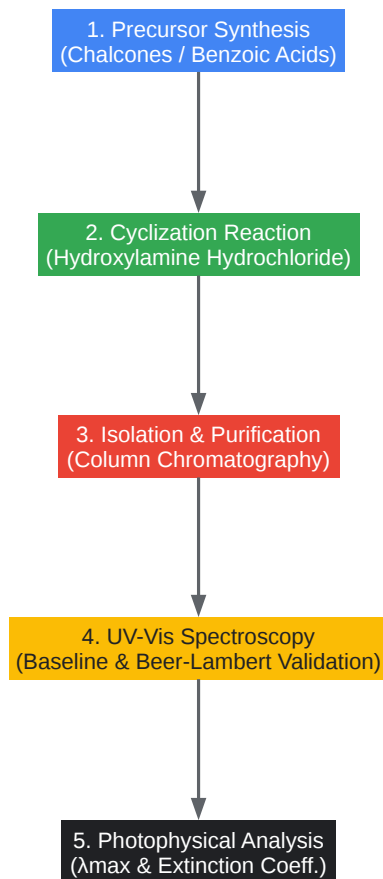 1. Precursor Synthesis
(Chalcones / Benzoic Acids)
2. Cyclization Reaction
(Hydroxylamine Hydrochloride)
3. Isolation & Purification
(Column Chromatography)
4. UV-Vis Spectroscopy
(Baseline & Beer-Lambert Validation)
5. Photophysical Analysis
(λmax & Extinction Coeff.)